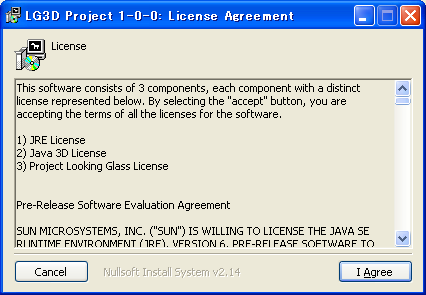 LG3D Project 1-0-0: License Agreement
License
This software consists of 3 components, each component with a distinct
license represented below. By selecting the "accept" button, you are
accepting the terms of all the licenses for the software.
1) JRE License
2) Java 3D License
3) Project Looking Glass License
Pre-Release Software Evaluation Agreement
SUN MICROSYSTEMS, INC. ("SUN") IS WILLING TO LICENSE THE JAVA SE
RUNTIME ENVIRONMENT (JRE), VERSION 6, PRE-RELEASE SOFTWARE TO
Cancel Nullsoft Install System v2.14 I Agree